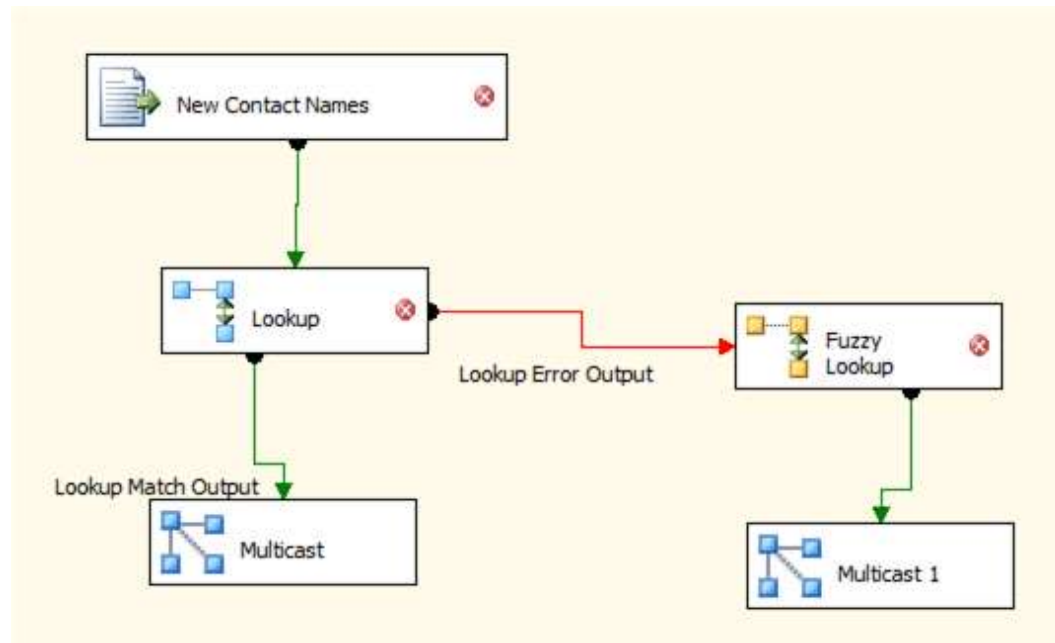 New Contact Names
Lookup
Lookup Error Output
Fuzzy
Lookup
Lookup Match Output
Multicast
Multicast 1